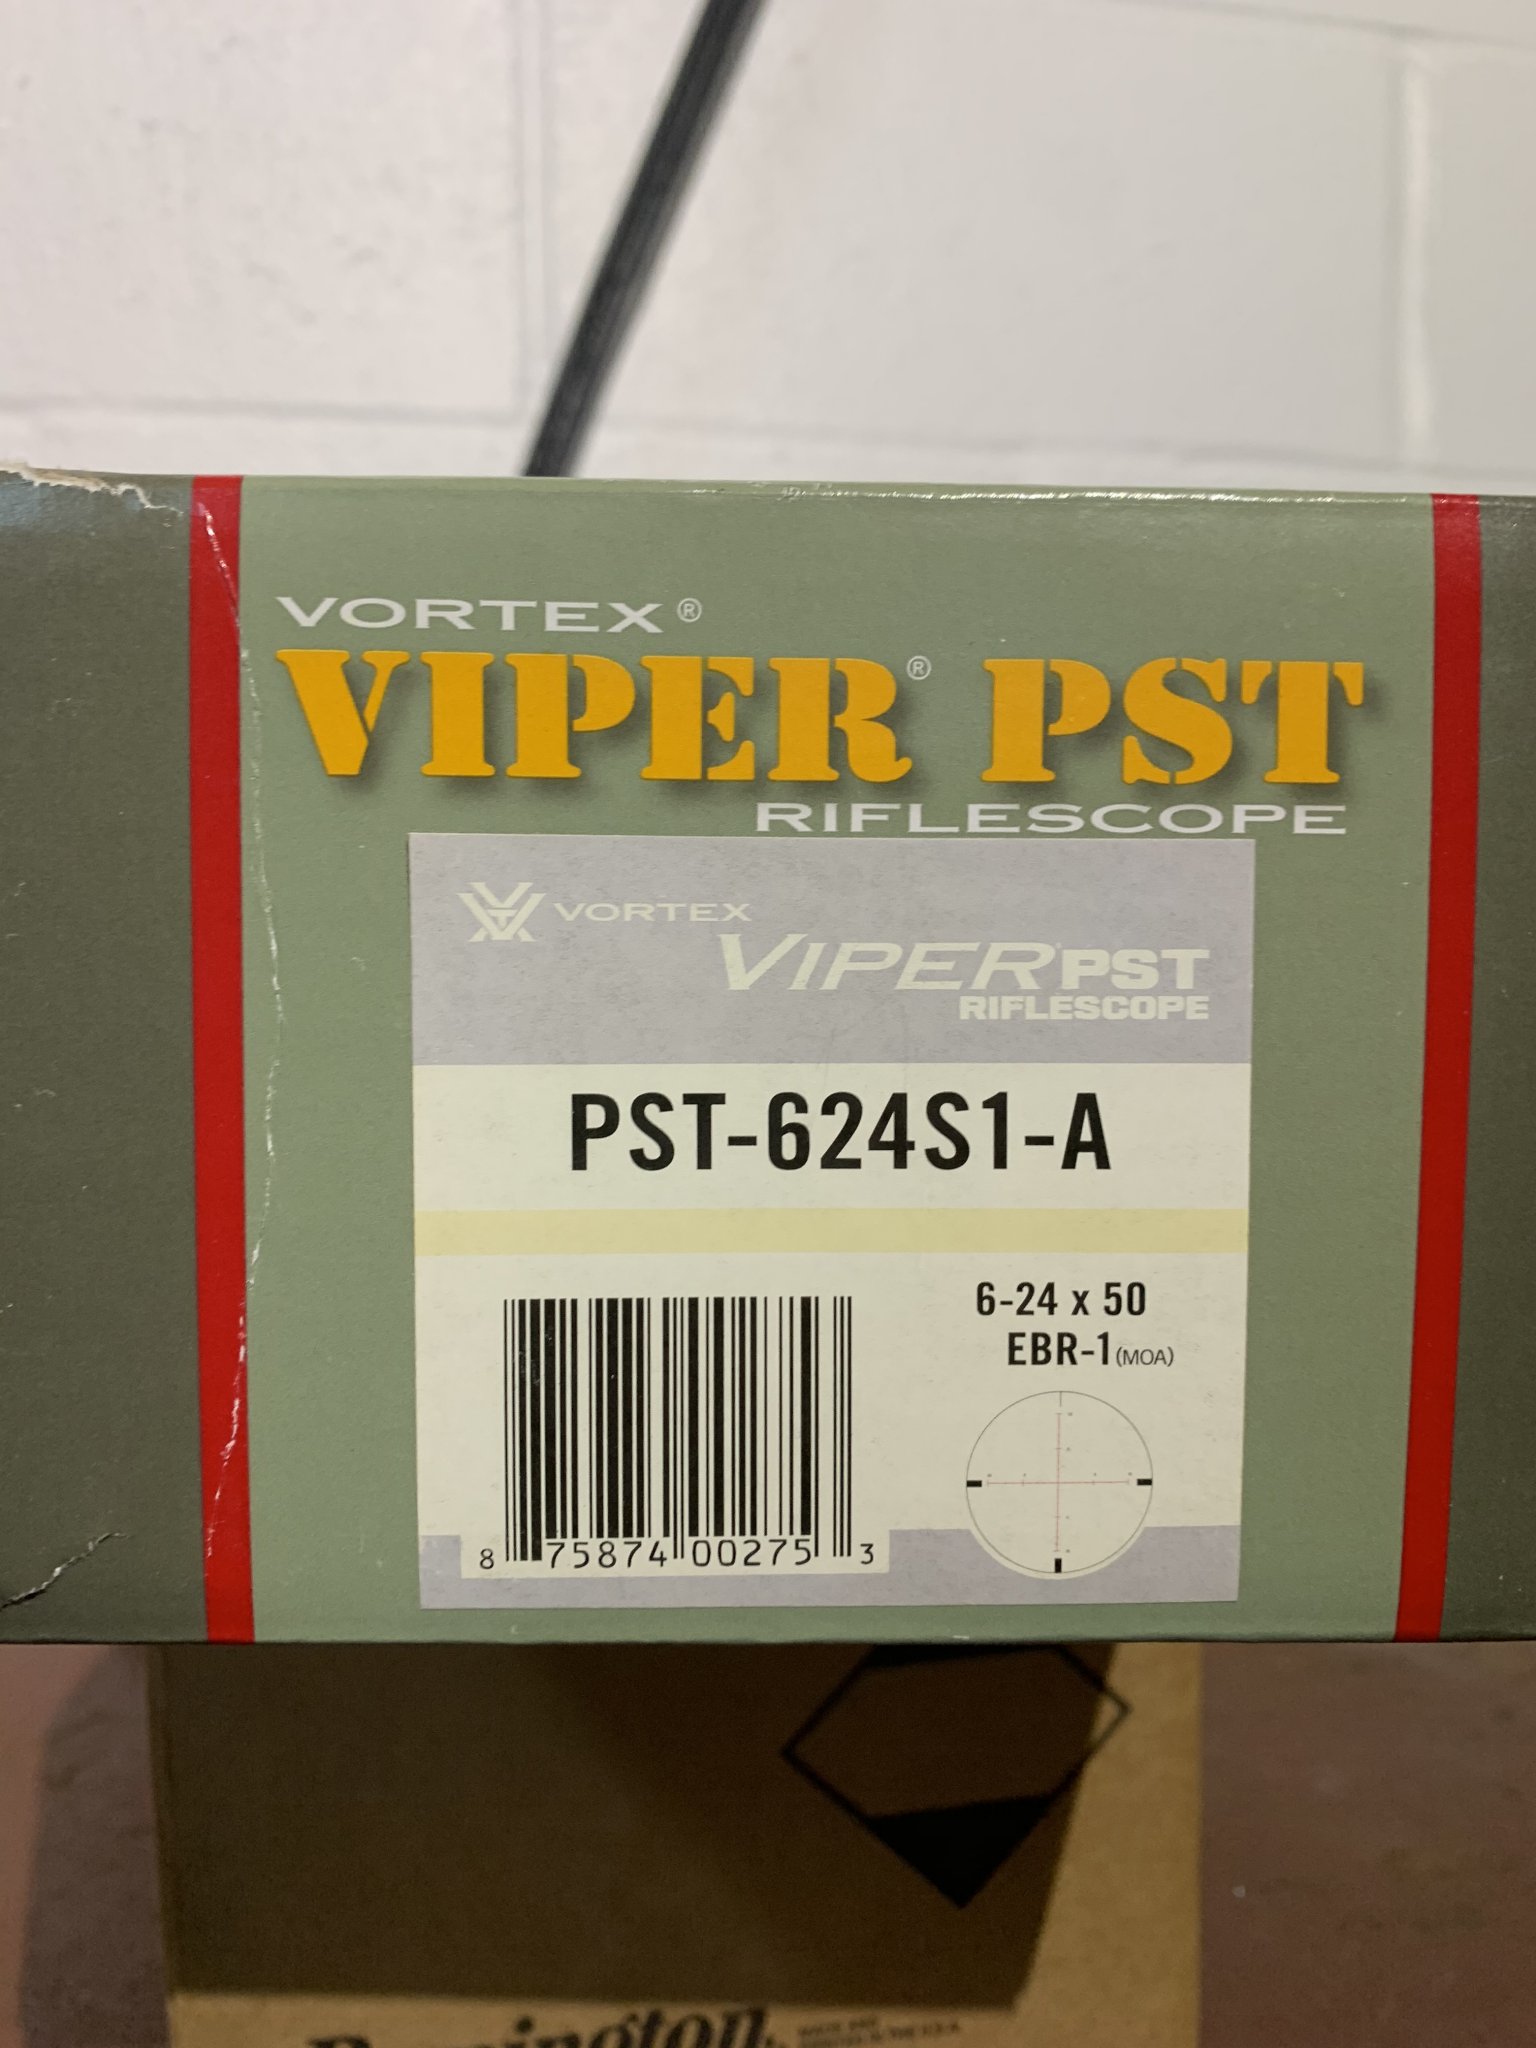 VORTEX®
VIPER® PST
RIFLESCOPE
VORTEX
VIPER PST
RIFLESCOPE
PST-624S1-A
6-24 x 50
EBR-1 (MOA)
8 75874 00275 3
Remington